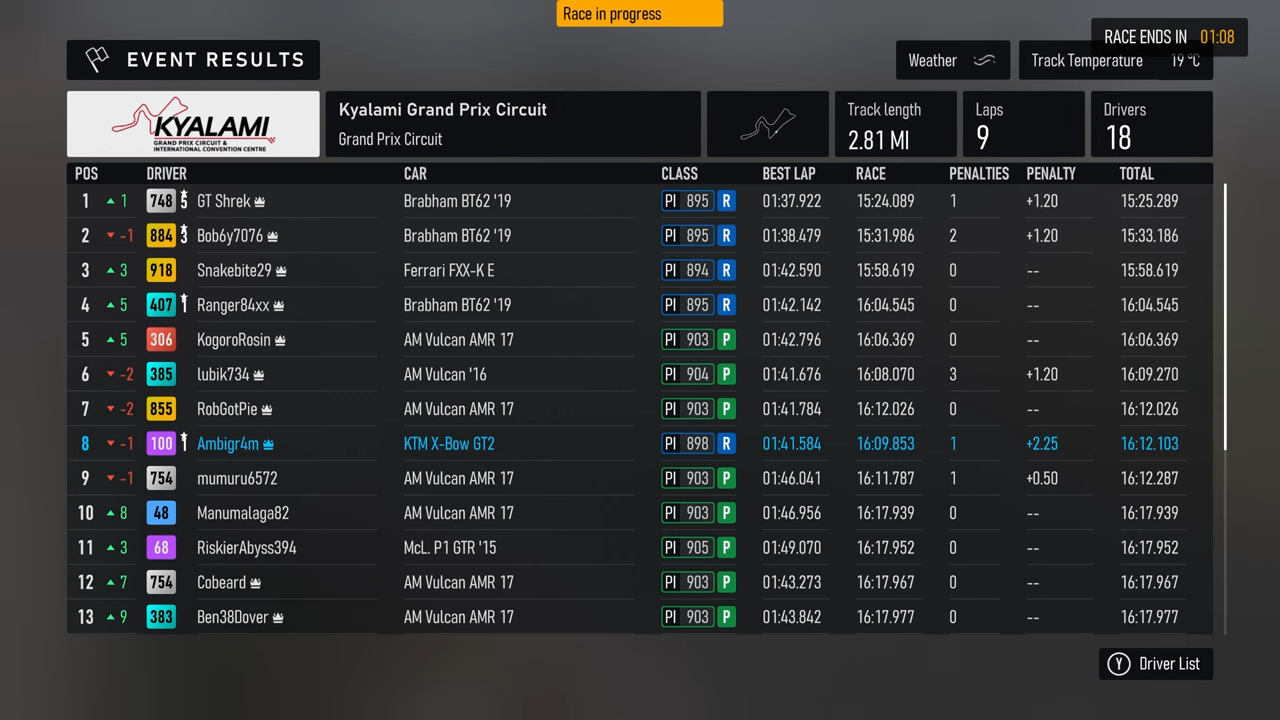 Race in progress
RACE ENDS IN 01:08
EVENT RESULTS
Weather
Track Temperature 19 °C
KYALAMI
GRAND PRIX CIRCUIT &
INTERNATIONAL CONVENTION CENTRE
Kyalami Grand Prix Circuit
Grand Prix Circuit
Track length
2.81 MI
Laps
9
Drivers
18
POS DRIVER CAR CLASS BEST LAP RACE PENALTIES PENALTY TOTAL
1 1 748 5 GT Shrek Brabham BT62 '19 PI 895 R 01:37.922 15:24.089 1 +1.20 15:25.289
2 -1 884 3 Bob6y7076 Brabham BT62 '19 PI 895 R 01:38.479 15:31.986 2 +1.20 15:33.186
3 3 918 Snakebite29 Ferrari FXX-K E PI 894 R 01:42.590 15:58.619 0 -- 15:58.619
4 5 407 1 Ranger84xx Brabham BT62 '19 PI 895 R 01:42.142 16:04.545 0 -- 16:04.545
5 5 306 KogoroRosin AM Vulcan AMR 17 PI 903 P 01:42.796 16:06.369 0 -- 16:06.369
6 -2 385 lubik734 AM Vulcan '16 PI 904 P 01:41.676 16:08.070 3 +1.20 16:09.270
7 -2 855 RobGotPie AM Vulcan AMR 17 PI 903 P 01:41.784 16:12.026 0 -- 16:12.026
8 -1 100 1 Ambigr4m KTM X-Bow GT2 PI 898 R 01:41.584 16:09.853 1 +2.25 16:12.103
9 -1 754 mumuru6572 AM Vulcan AMR 17 PI 903 P 01:46.041 16:11.787 1 +0.50 16:12.287
10 8 48 Manumalaga82 AM Vulcan AMR 17 PI 903 P 01:46.956 16:17.939 0 -- 16:17.939
11 3 68 RiskierAbyss394 McL. P1 GTR '15 PI 905 P 01:49.070 16:17.952 0 -- 16:17.952
12 7 754 Cobeard AM Vulcan AMR 17 PI 903 P 01:43.273 16:17.967 0 -- 16:17.967
13 9 383 Ben38Dover AM Vulcan AMR 17 PI 903 P 01:43.842 16:17.977 0 -- 16:17.977
Y Driver List